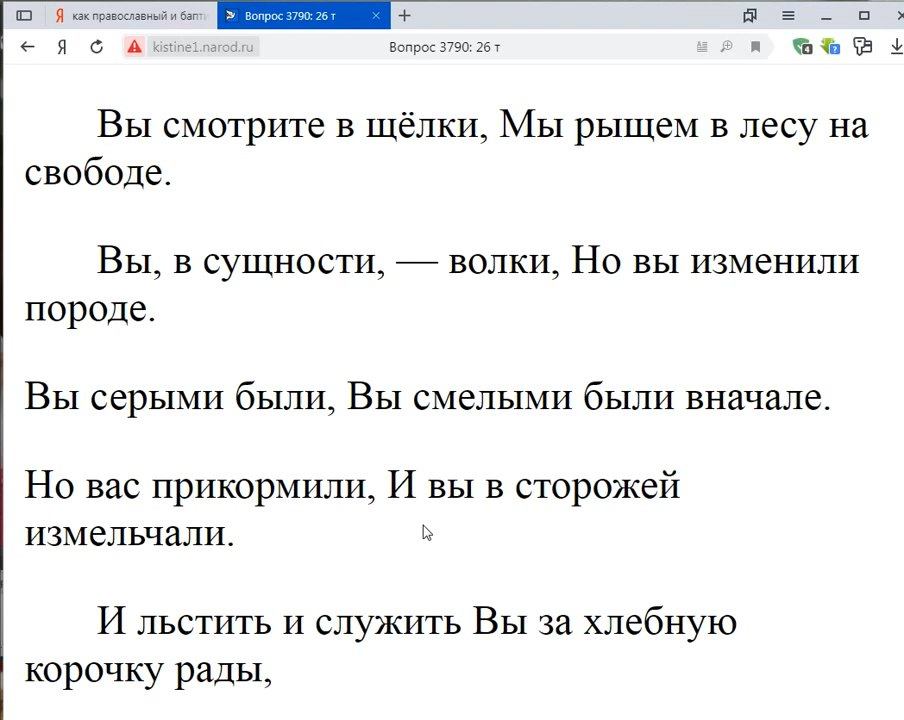 как православный и бапти
Вопрос 3790: 26 т
Я
kistine1.narod.ru
Вопрос 3790: 26 т
4
?
Вы смотрите в щёлки, Мы рыщем в лесу на
свободе.
Вы, в сущности, — волки, Но вы изменили
породе.
Вы серыми были, Вы смелыми были вначале.
Но вас прикормили, И вы в сторожей
измельчали.
И льстить и служить Вы за хлебную
корочку рады,